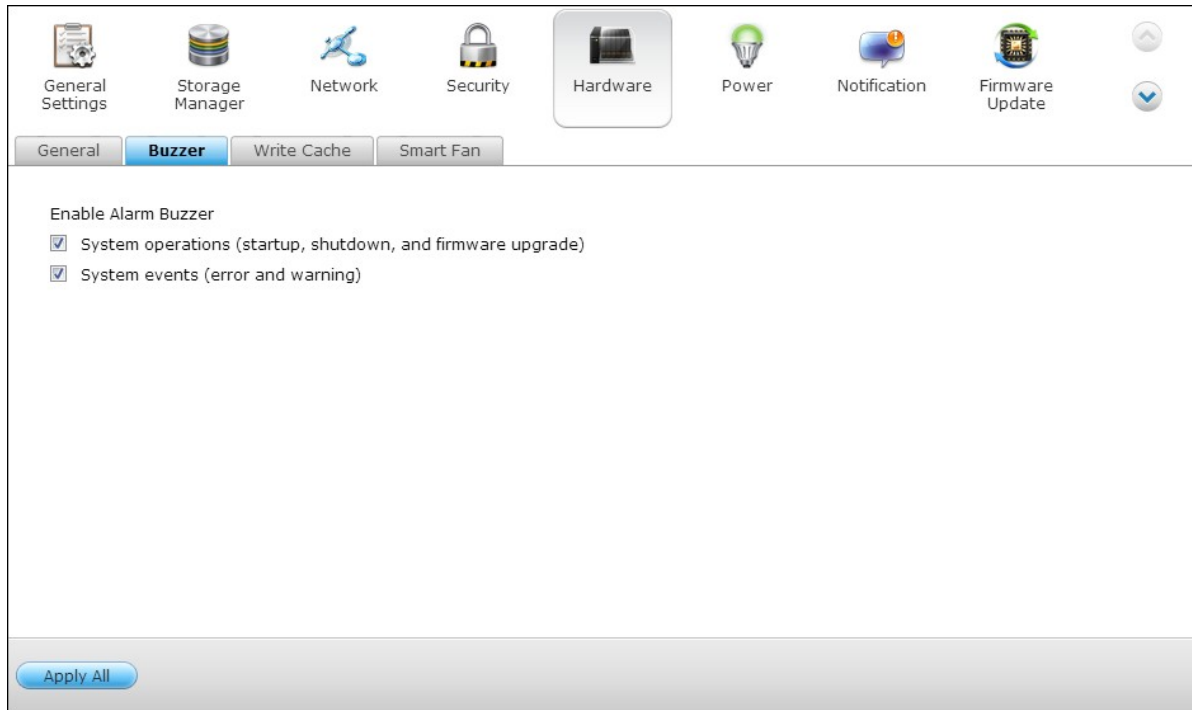 General Settings
Storage Manager
Network
Security
Hardware
Power
Notification
Firmware Update
General
Buzzer
Write Cache
Smart Fan
Enable Alarm Buzzer
System operations (startup, shutdown, and firmware upgrade)
System events (error and warning)
Apply All